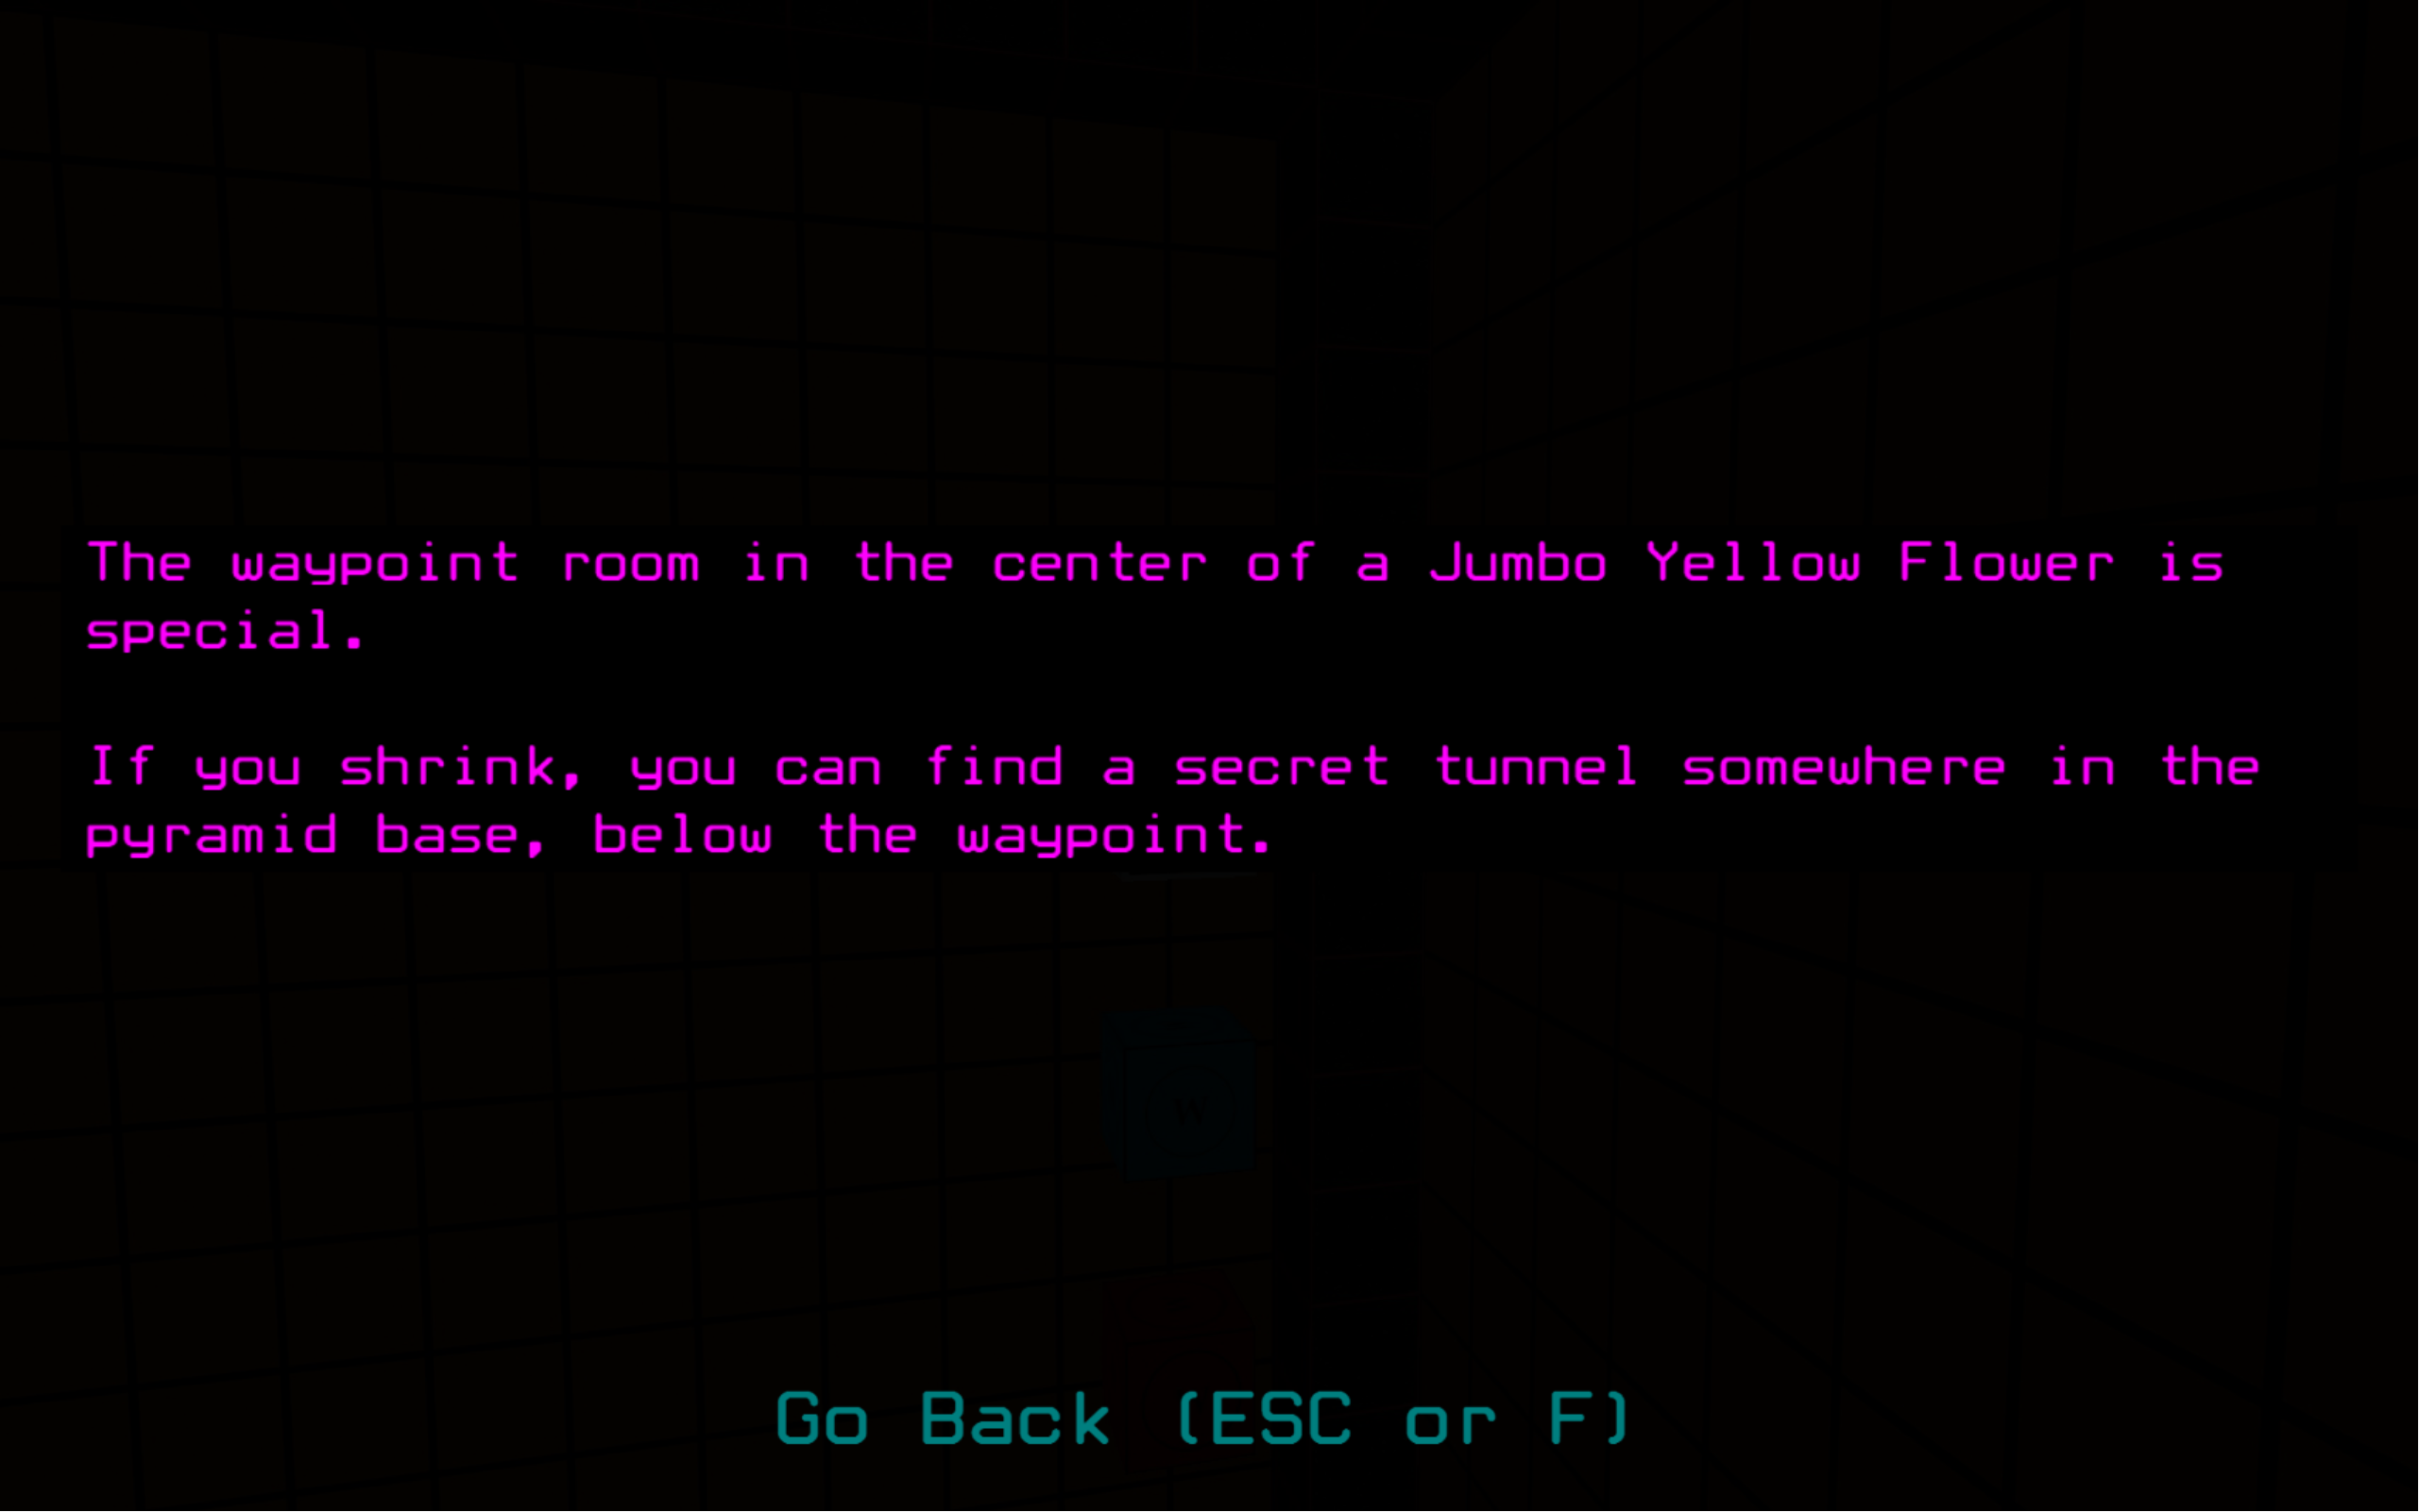 The waypoint room in the center of a Jumbo Yellow Flower is
special.
If you shrink, you can find a secret tunnel somewhere in the
pyramid base, below the waypoint.
W
Go Back (ESC or F)